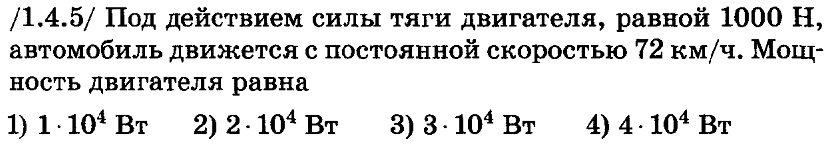 /1.4.5/ Под действием силы тяги двигателя, равной 1000 Н,
автомобиль движется с постоянной скоростью 72 км/ч. Мощ-
ность двигателя равна
1) 1 · 10⁴ Вт 2) 2 · 10⁴ Вт 3) 3 · 10⁴ Вт 4) 4 · 10⁴ Вт